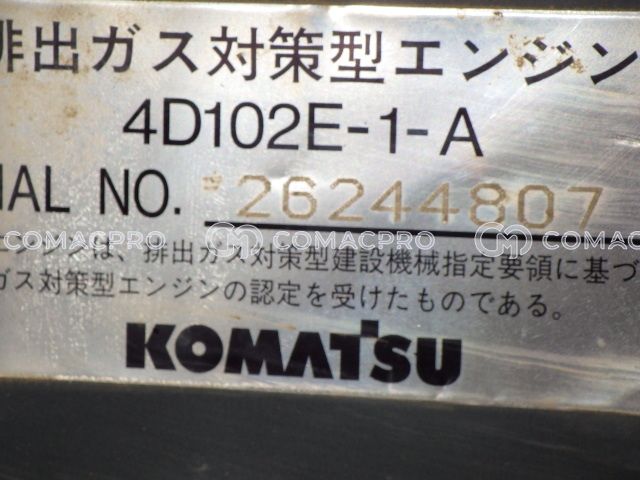 排出ガス対策型エンジン
4D102E-1-A
IAL NO. *26244807
COMACPRO COMACPRO COMACPRO
ンジンは、排出ガス対策型建設機械指定要領に基づ
ガス対策型エンジンの認定を受けたものである。
KOMATSU